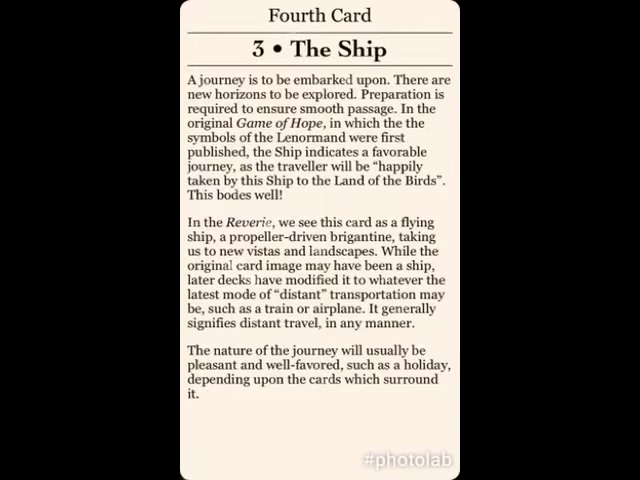 Fourth Card
3 • The Ship
A journey is to be embarked upon. There are
new horizons to be explored. Preparation is
required to ensure smooth passage. In the
original Game of Hope, in which the the
symbols of the Lenormand were first
published, the Ship indicates a favorable
journey, as the traveller will be “happily
taken by this Ship to the Land of the Birds”.
This bodes well!
In the Reverie, we see this card as a flying
ship, a propeller-driven brigantine, taking
us to new vistas and landscapes. While the
original card image may have been a ship,
later decks have modified it to whatever the
latest mode of “distant” transportation may
be, such as a train or airplane. It generally
signifies distant travel, in any manner.
The nature of the journey will usually be
pleasant and well-favored, such as a holiday,
depending upon the cards which surround
it.
#photolab